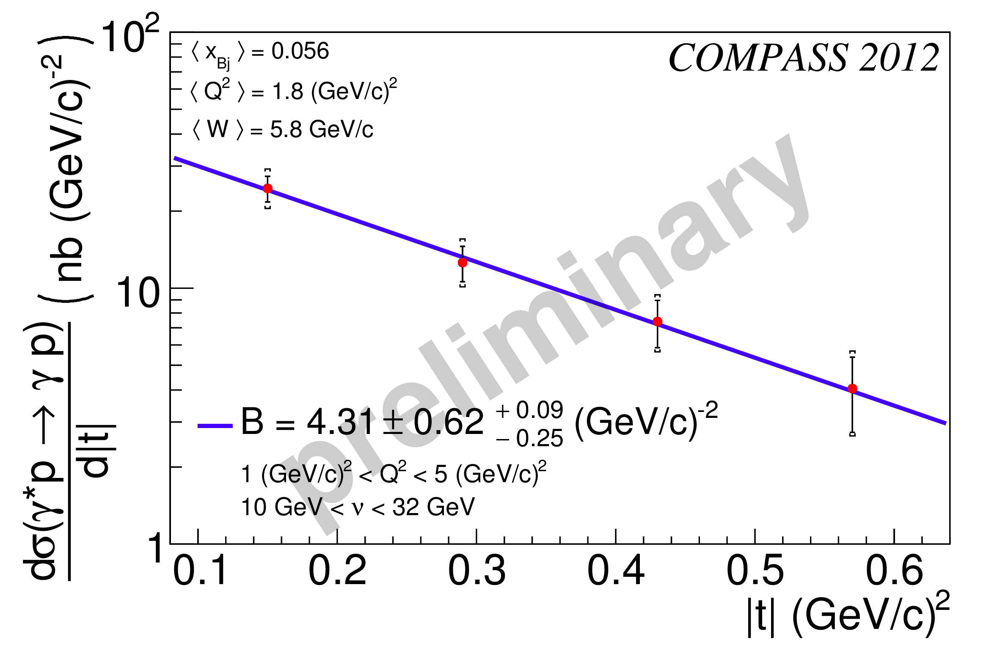 10²
⟨ x_Bj ⟩ = 0.056
⟨ Q² ⟩ = 1.8 (GeV/c)²
⟨ W ⟩ = 5.8 GeV/c
COMPASS 2012
dσ(γ*p → γ p) / d|t| ( nb (GeV/c)⁻² )
10
preliminary
B = 4.31 ± 0.62 + 0.09 − 0.25 (GeV/c)⁻²
1 (GeV/c)² < Q² < 5 (GeV/c)²
10 GeV < ν < 32 GeV
1
0.1 0.2 0.3 0.4 0.5 0.6
|t| (GeV/c)²